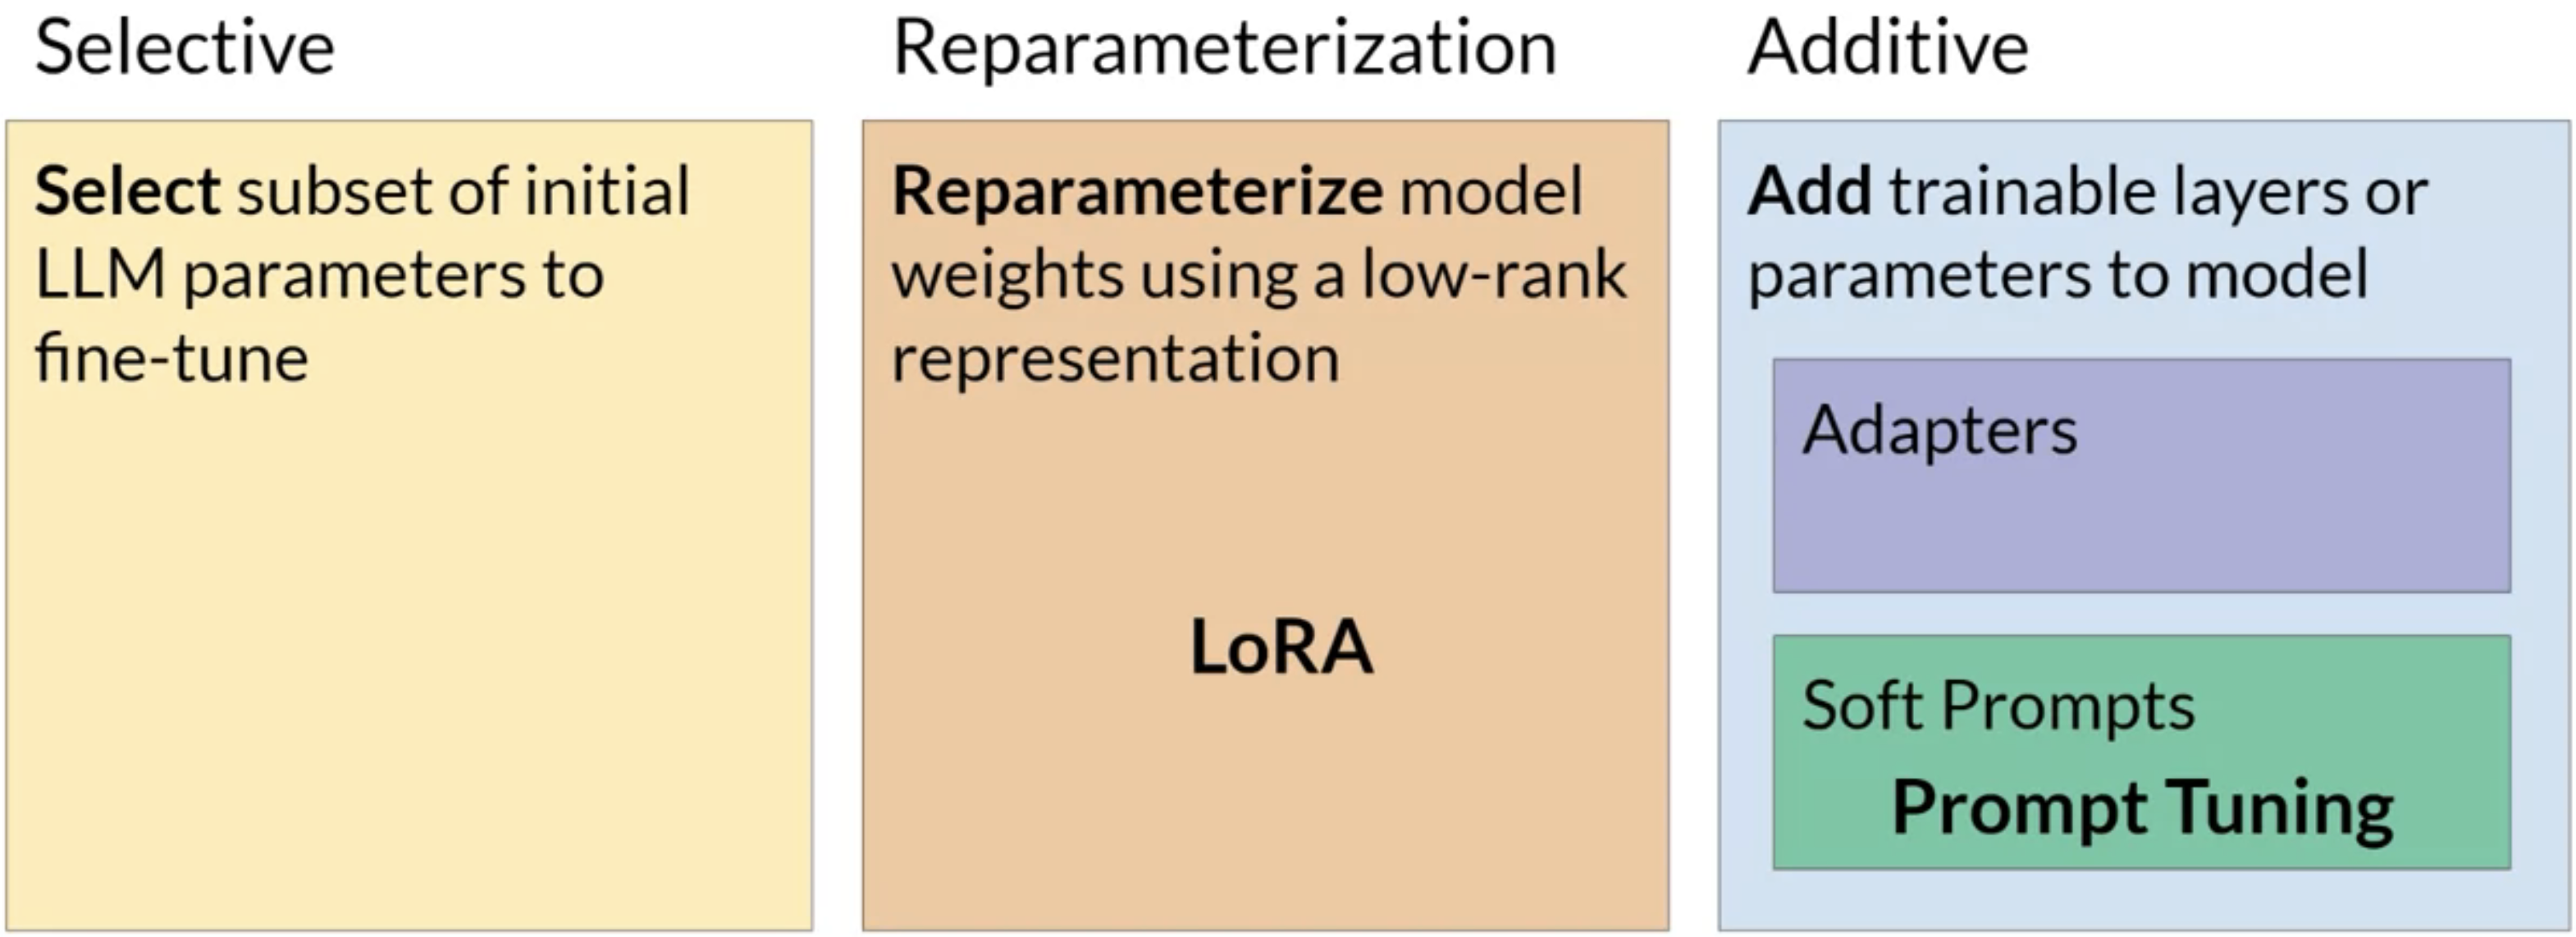 Selective
Select subset of initial
LLM parameters to
fine-tune
Reparameterization
Reparameterize model
weights using a low-rank
representation
LoRA
Additive
Add trainable layers or
parameters to model
Adapters
Soft Prompts
Prompt Tuning